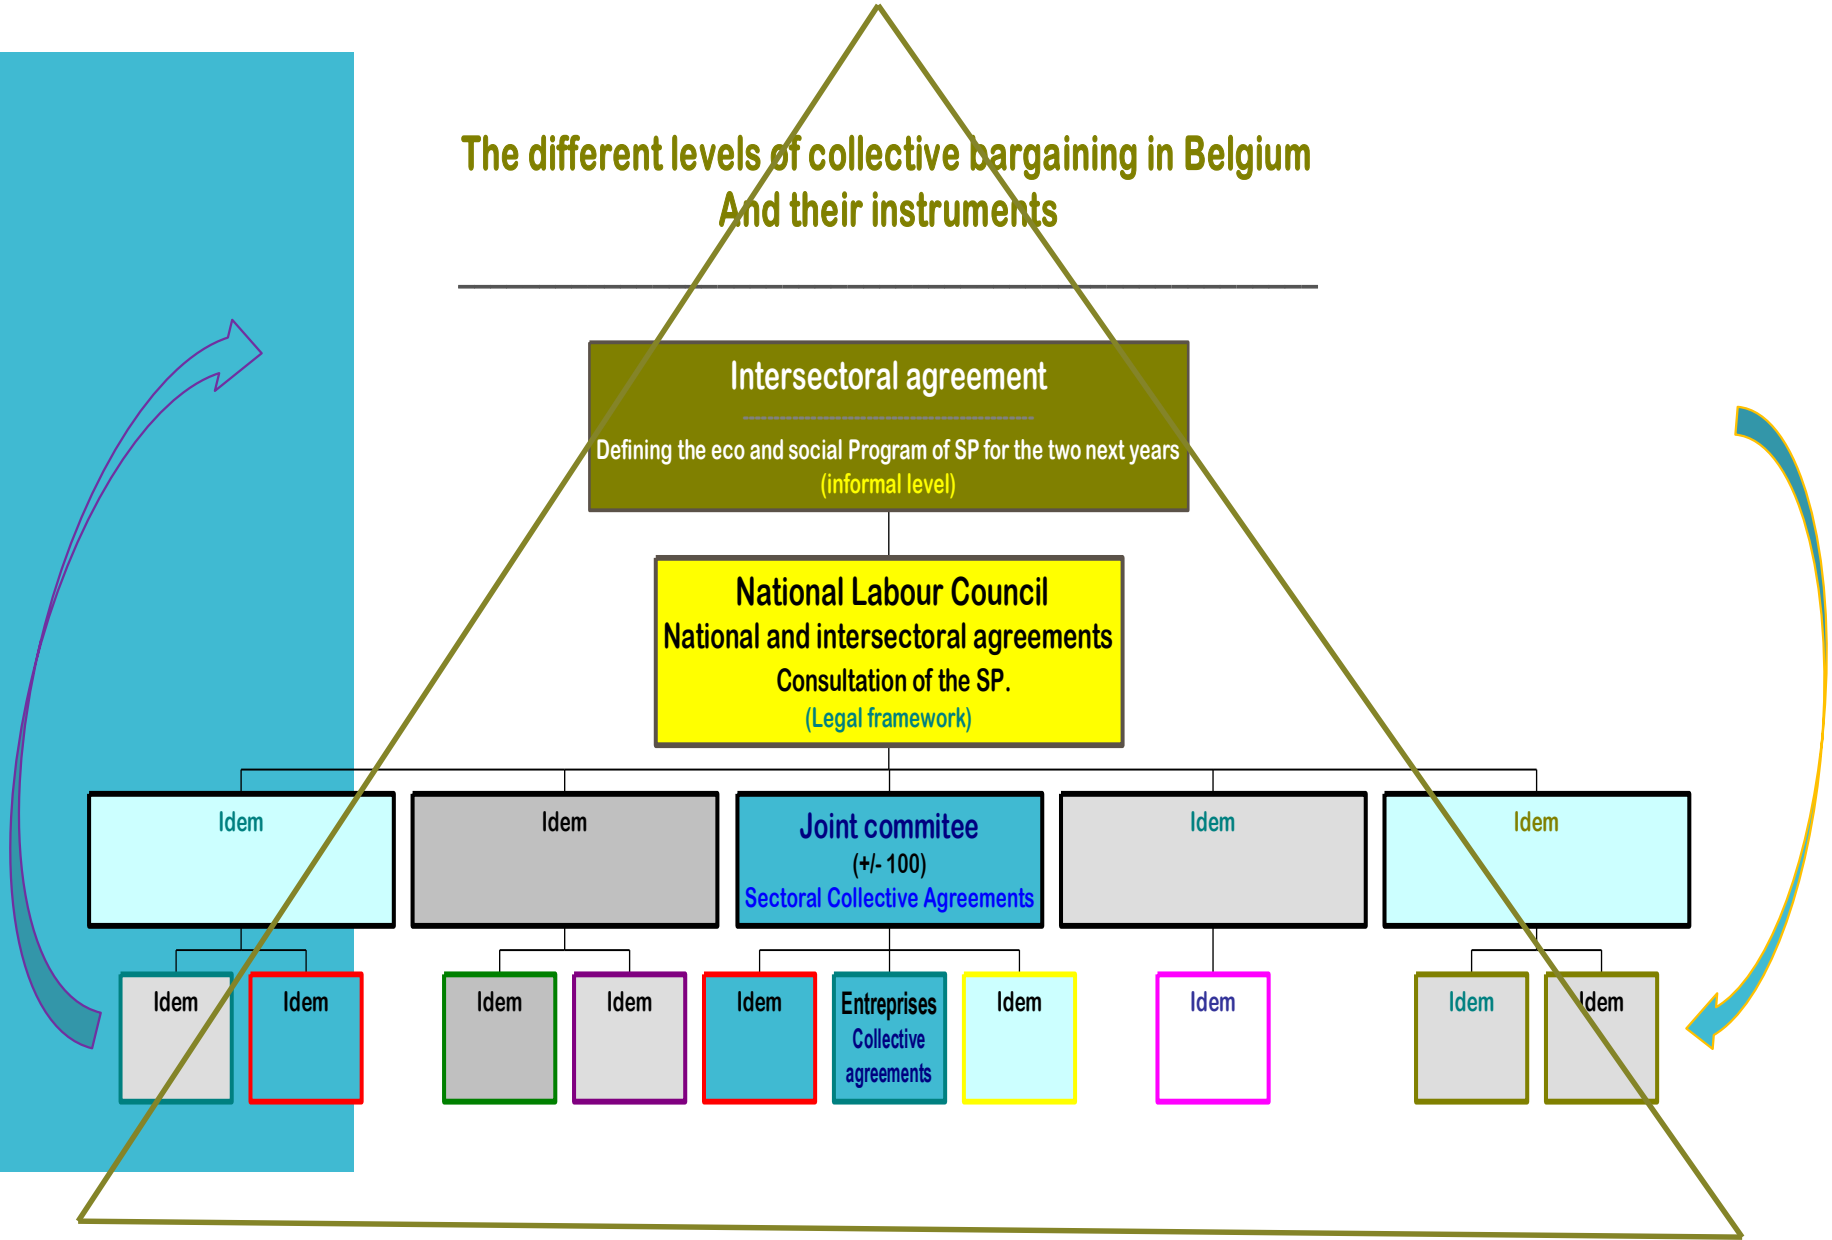 The different levels of collective bargaining in Belgium
And their instruments
Intersectoral agreement
Defining the eco and social Program of SP for the two next years
(informal level)
National Labour Council
National and intersectoral agreements
Consultation of the SP.
(Legal framework)
Idem
Idem
Joint commitee
(+/- 100)
Sectoral Collective Agreements
Idem
Idem
Idem
Idem
Idem
Idem
Idem
Entreprises
Collective
agreements
Idem
Idem
Idem
Idem